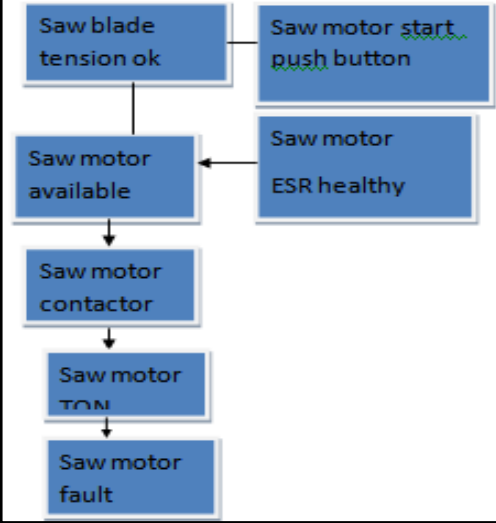 Saw blade
tension ok
Saw motor start
push button
Saw motor
available
Saw motor
ESR healthy
Saw motor
contactor
Saw motor
TON
Saw motor
fault